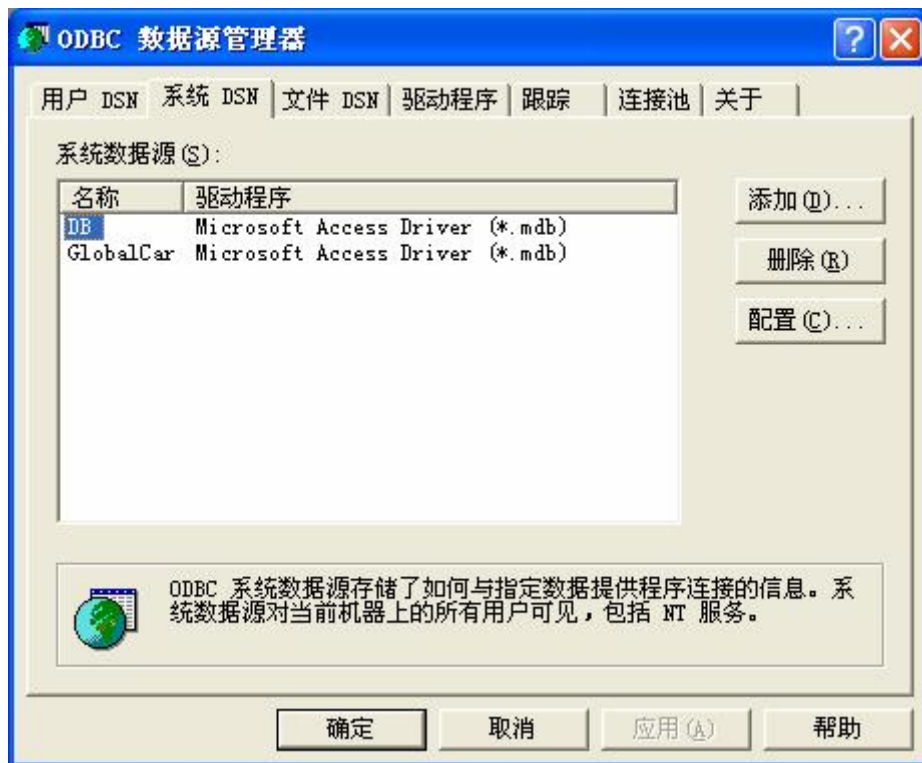 ODBC 数据源管理器
用户 DSN 系统 DSN 文件 DSN 驱动程序 跟踪 连接池 关于
系统数据源(S):
名称 驱动程序
DB Microsoft Access Driver (*.mdb)
GlobalCar Microsoft Access Driver (*.mdb)
添加(D)...
删除(R)
配置(C)...
ODBC 系统数据源存储了如何与指定数据提供程序连接的信息。系
统数据源对当前机器上的所有用户可见,包括 NT 服务。
确定 取消 应用(A) 帮助